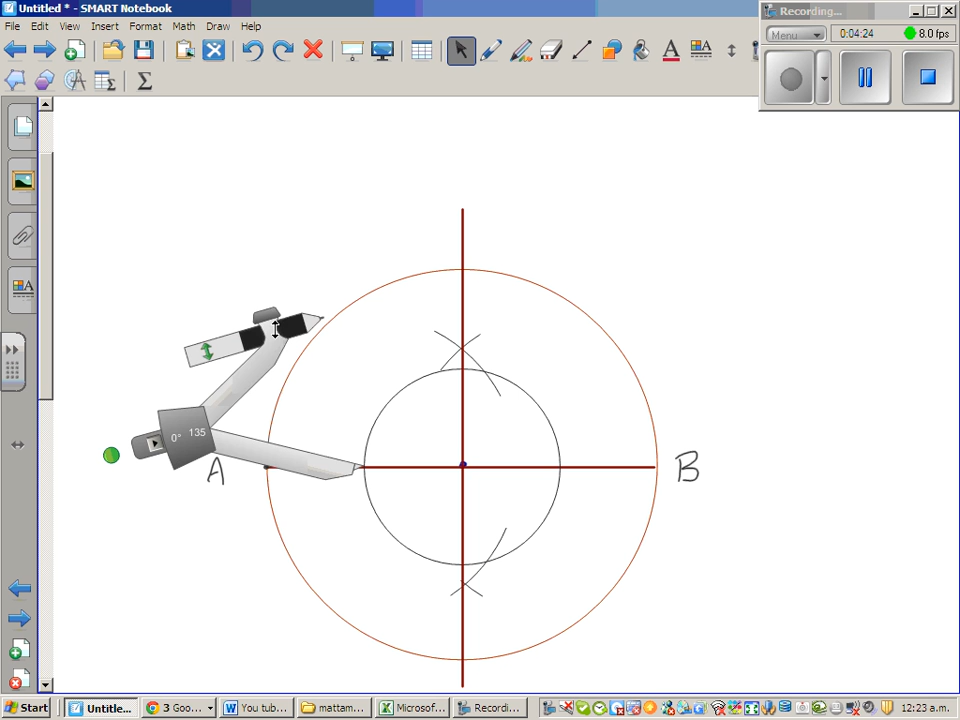 Untitled * - SMART Notebook
Recording...
File Edit View Insert Format Math Draw Help
Menu 0:04:24 8.0 fps
0° 135
A
B
Start Untitle... 3 Goo... You tub... mattam... Microsof... Recordi... 12:23 a.m.